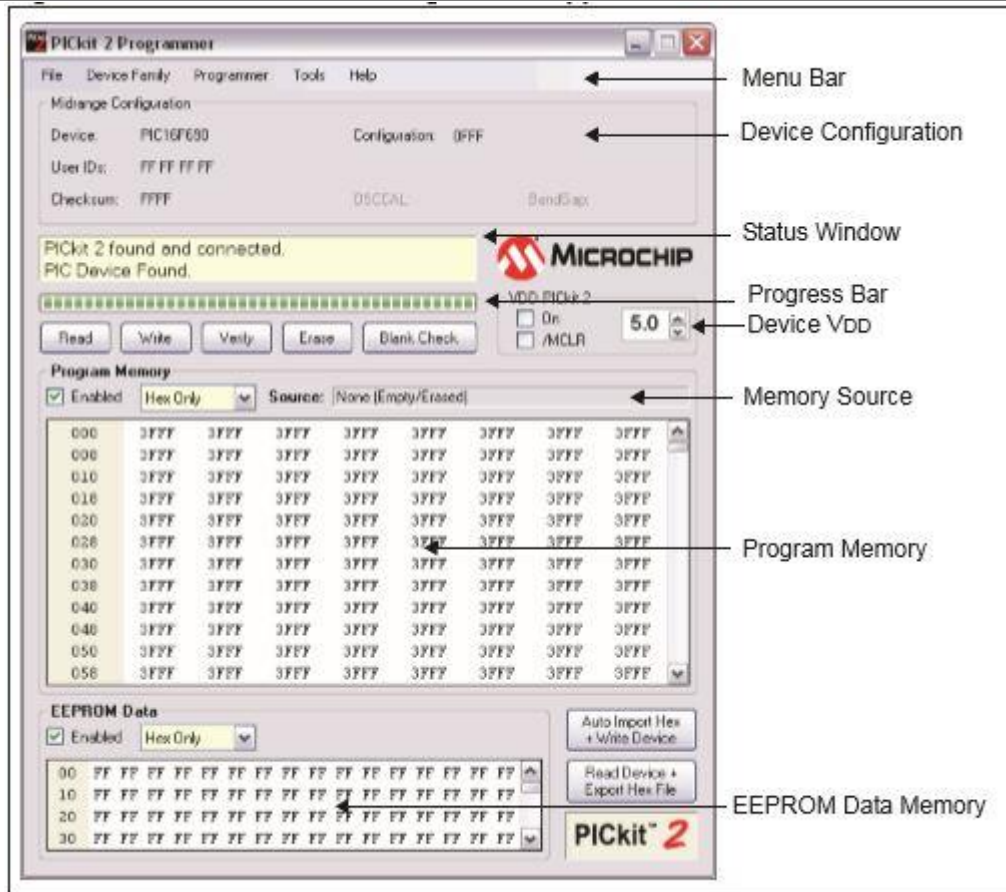 PICkit 2 Programmer
File Device Family Programmer Tools Help
Menu Bar
Midrange Configuration
Device: PIC16F690 Configuration: 0FFF
Device Configuration
User IDs: FF FF FF FF
Checksum: FFFF OSCCAL: BandGap:
Status Window
PICkit 2 found and connected.
PIC Device Found.
MICROCHIP
Progress Bar
VDD PICkit 2
On
/MCLR
5.0
Device VDD
Read Write Verify Erase Blank Check
Program Memory
Enabled Hex Only Source: None (Empty/Erased)
Memory Source
000 3FFF 3FFF 3FFF 3FFF 3FFF 3FFF 3FFF 3FFF
008 3FFF 3FFF 3FFF 3FFF 3FFF 3FFF 3FFF 3FFF
010 3FFF 3FFF 3FFF 3FFF 3FFF 3FFF 3FFF 3FFF
018 3FFF 3FFF 3FFF 3FFF 3FFF 3FFF 3FFF 3FFF
020 3FFF 3FFF 3FFF 3FFF 3FFF 3FFF 3FFF 3FFF
028 3FFF 3FFF 3FFF 3FFF 3FFF 3FFF 3FFF 3FFF
Program Memory
030 3FFF 3FFF 3FFF 3FFF 3FFF 3FFF 3FFF 3FFF
038 3FFF 3FFF 3FFF 3FFF 3FFF 3FFF 3FFF 3FFF
040 3FFF 3FFF 3FFF 3FFF 3FFF 3FFF 3FFF 3FFF
048 3FFF 3FFF 3FFF 3FFF 3FFF 3FFF 3FFF 3FFF
050 3FFF 3FFF 3FFF 3FFF 3FFF 3FFF 3FFF 3FFF
058 3FFF 3FFF 3FFF 3FFF 3FFF 3FFF 3FFF 3FFF
EEPROM Data
Enabled Hex Only
Auto Import Hex
+ Write Device
Read Device +
Export Hex File
00 FF FF FF FF FF FF FF FF FF FF FF FF FF FF FF FF
10 FF FF FF FF FF FF FF FF FF FF FF FF FF FF FF FF
20 FF FF FF FF FF FF FF FF FF FF FF FF FF FF FF FF
30 FF FF FF FF FF FF FF FF FF FF FF FF FF FF FF FF
EEPROM Data Memory
PICkit™ 2